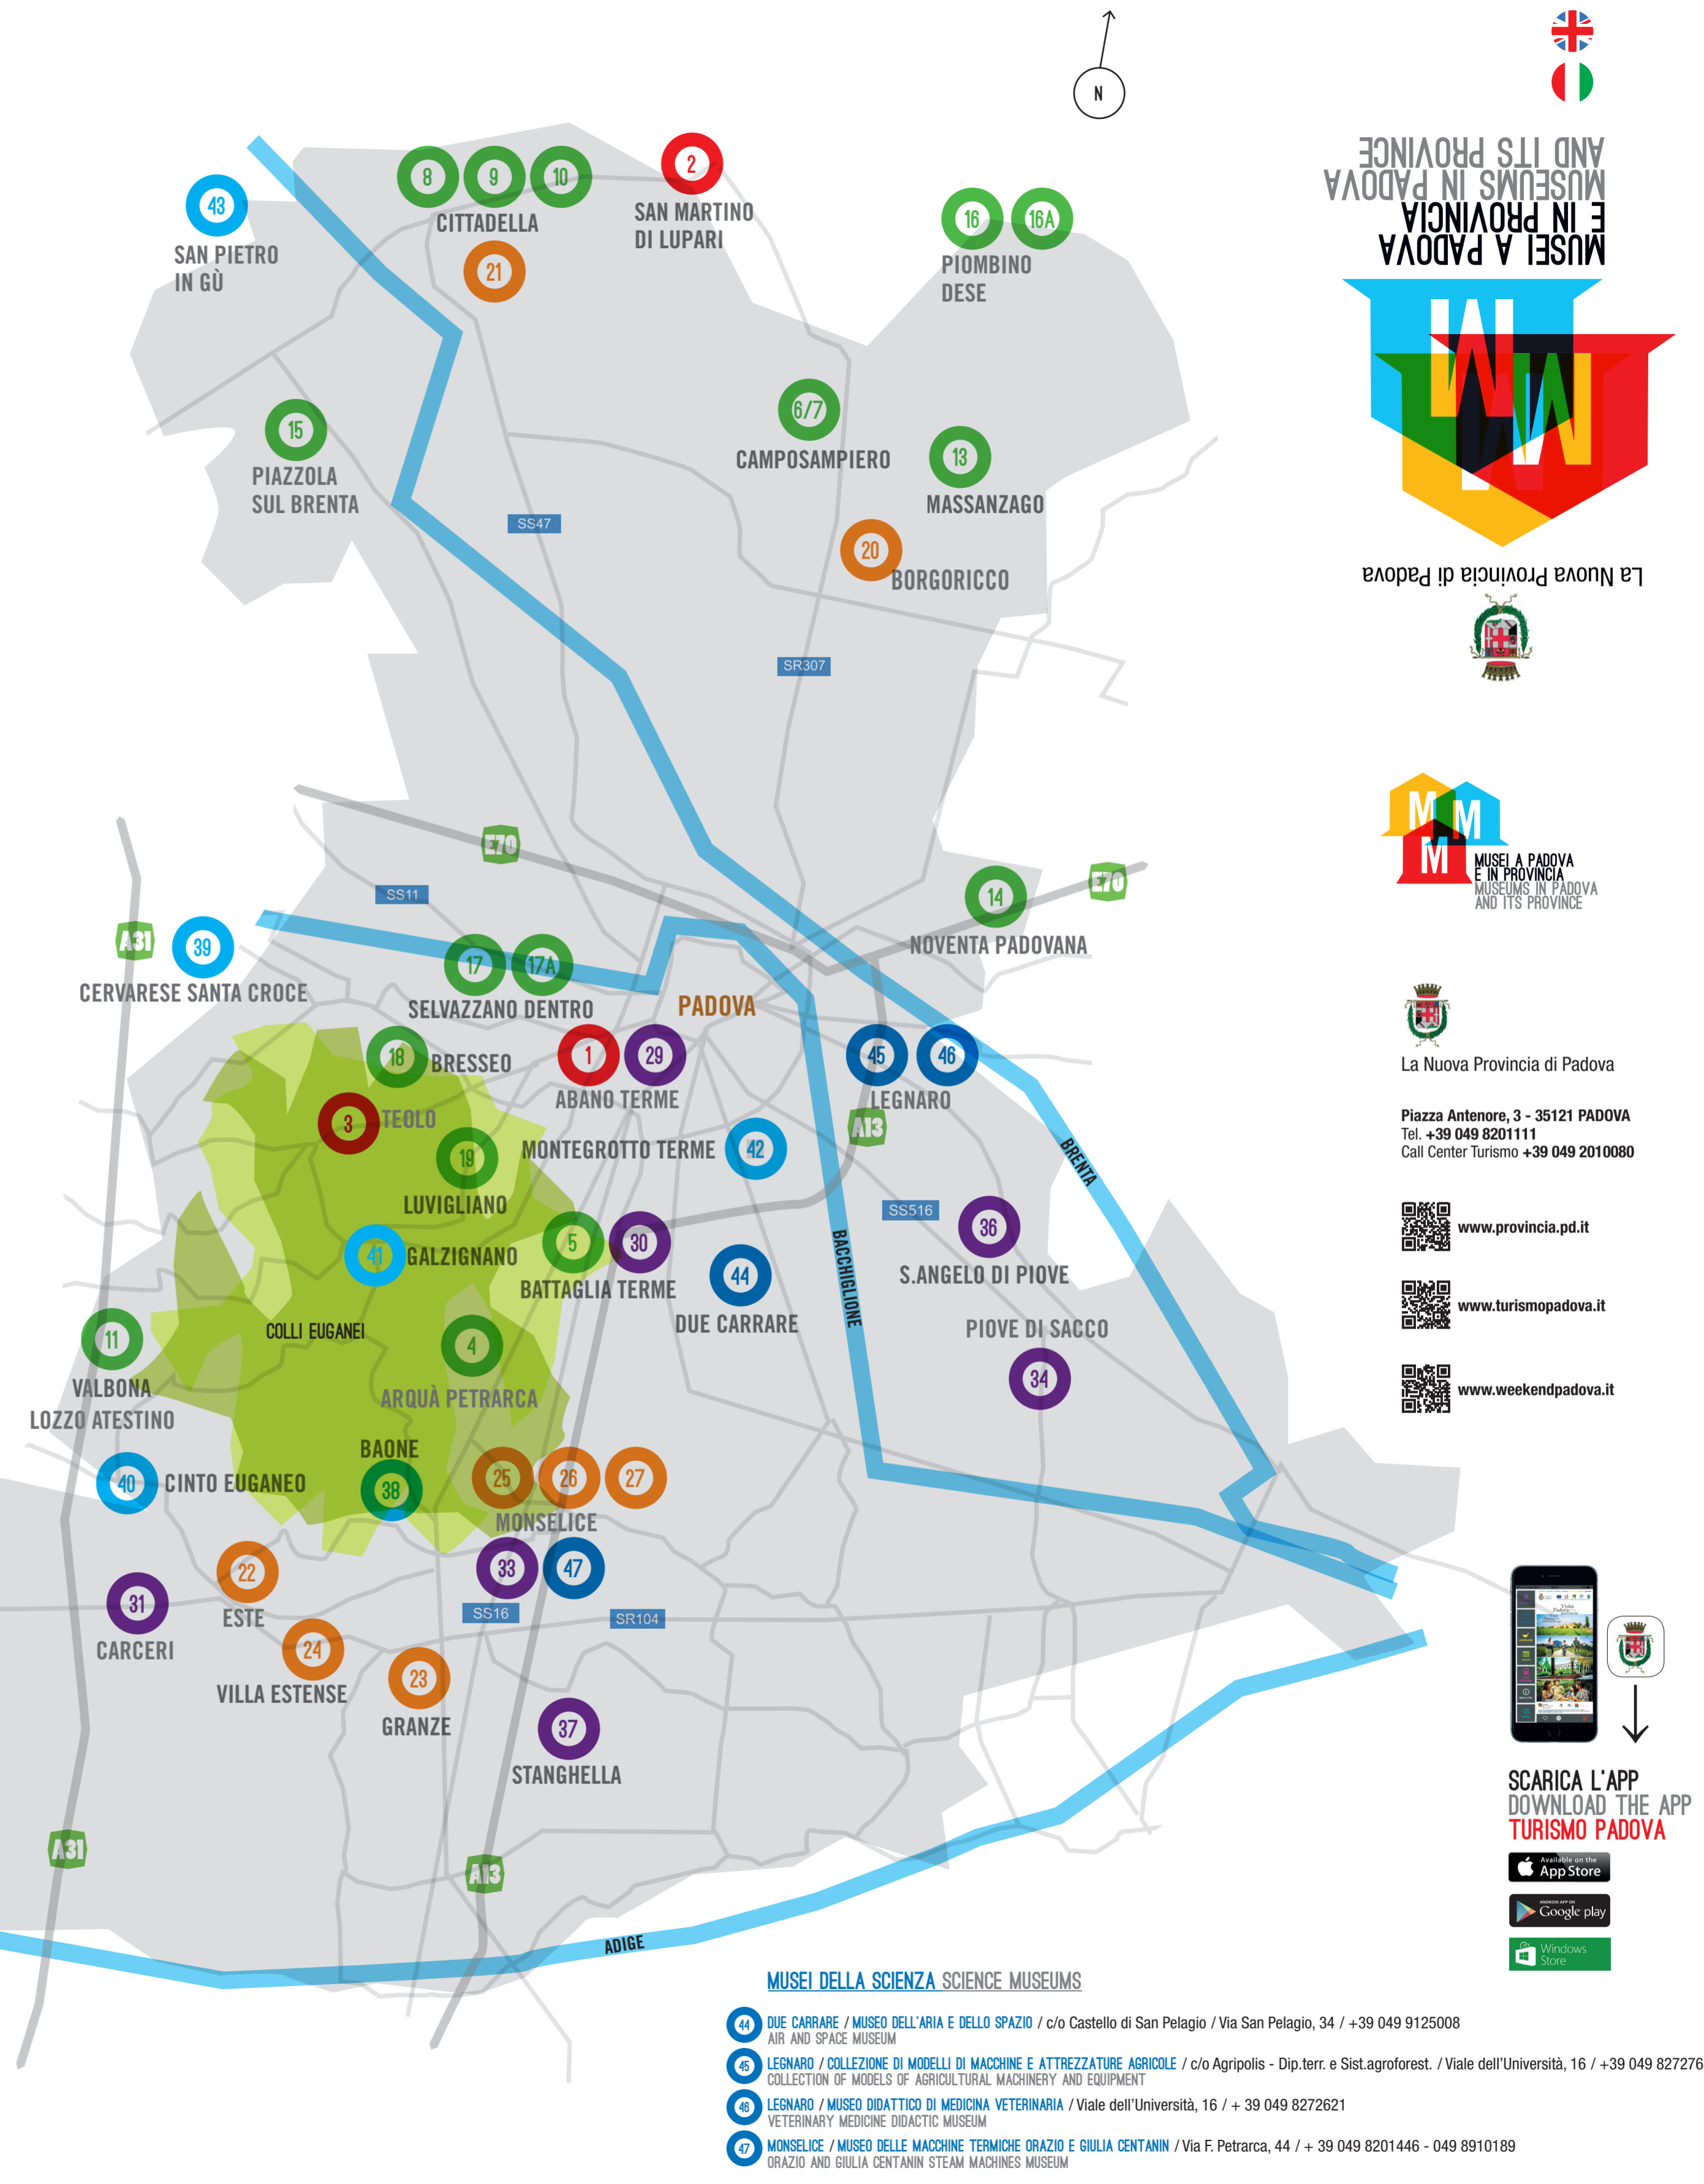 N
MUSEI A PADOVA
E IN PROVINCIA
MUSEUMS IN PADOVA
AND ITS PROVINCE
M
M
M
La Nuova Provincia di Padova
43
SAN PIETRO
IN GÙ
8
9
10
CITTADELLA
21
2
SAN MARTINO
DI LUPARI
16
16A
PIOMBINO
DESE
15
PIAZZOLA
SUL BRENTA
6/7
CAMPOSAMPIERO
13
MASSANZAGO
SS47
20
BORGORICCO
SR307
E70
SS11
E70
14
NOVENTA PADOVANA
A31
39
CERVARESE SANTA CROCE
17
17A
SELVAZZANO DENTRO
PADOVA
18
BRESSEO
1
29
ABANO TERME
45
46
LEGNARO
3
TEOLO
A13
19
LUVIGLIANO
MONTEGROTTO TERME
42
BRENTA
SS516
36
S.ANGELO DI PIOVE
41
GALZIGNANO
5
30
BATTAGLIA TERME
44
DUE CARRARE
BACCHIGLIONE
COLLI EUGANEI
11
VALBONA
LOZZO ATESTINO
4
ARQUÀ PETRARCA
PIOVE DI SACCO
34
BAONE
38
40
CINTO EUGANEO
25
26
27
MONSELICE
33
47
22
ESTE
31
CARCERI
SS16
SR104
24
VILLA ESTENSE
23
GRANZE
37
STANGHELLA
A31
A13
ADIGE
M
M
M
MUSEI A PADOVA
E IN PROVINCIA
MUSEUMS IN PADOVA
AND ITS PROVINCE
La Nuova Provincia di Padova
Piazza Antenore, 3 - 35121 PADOVA
Tel. +39 049 8201111
Call Center Turismo +39 049 2010080
www.provincia.pd.it
www.turismopadova.it
www.weekendpadova.it
SCARICA L'APP
DOWNLOAD THE APP
TURISMO PADOVA
Available on the
App Store
ANDROID APP ON
Google play
Windows
Store
MUSEI DELLA SCIENZA SCIENCE MUSEUMS
44 DUE CARRARE / MUSEO DELL'ARIA E DELLO SPAZIO / c/o Castello di San Pelagio / Via San Pelagio, 34 / +39 049 9125008
AIR AND SPACE MUSEUM
45 LEGNARO / COLLEZIONE DI MODELLI DI MACCHINE E ATTREZZATURE AGRICOLE / c/o Agripolis - Dip.terr. e Sist.agroforest. / Viale dell'Università, 16 / +39 049 827276
COLLECTION OF MODELS OF AGRICULTURAL MACHINERY AND EQUIPMENT
46 LEGNARO / MUSEO DIDATTICO DI MEDICINA VETERINARIA / Viale dell'Università, 16 / + 39 049 8272621
VETERINARY MEDICINE DIDACTIC MUSEUM
47 MONSELICE / MUSEO DELLE MACCHINE TERMICHE ORAZIO E GIULIA CENTANIN / Via F. Petrarca, 44 / + 39 049 8201446 - 049 8910189
ORAZIO AND GIULIA CENTANIN STEAM MACHINES MUSEUM